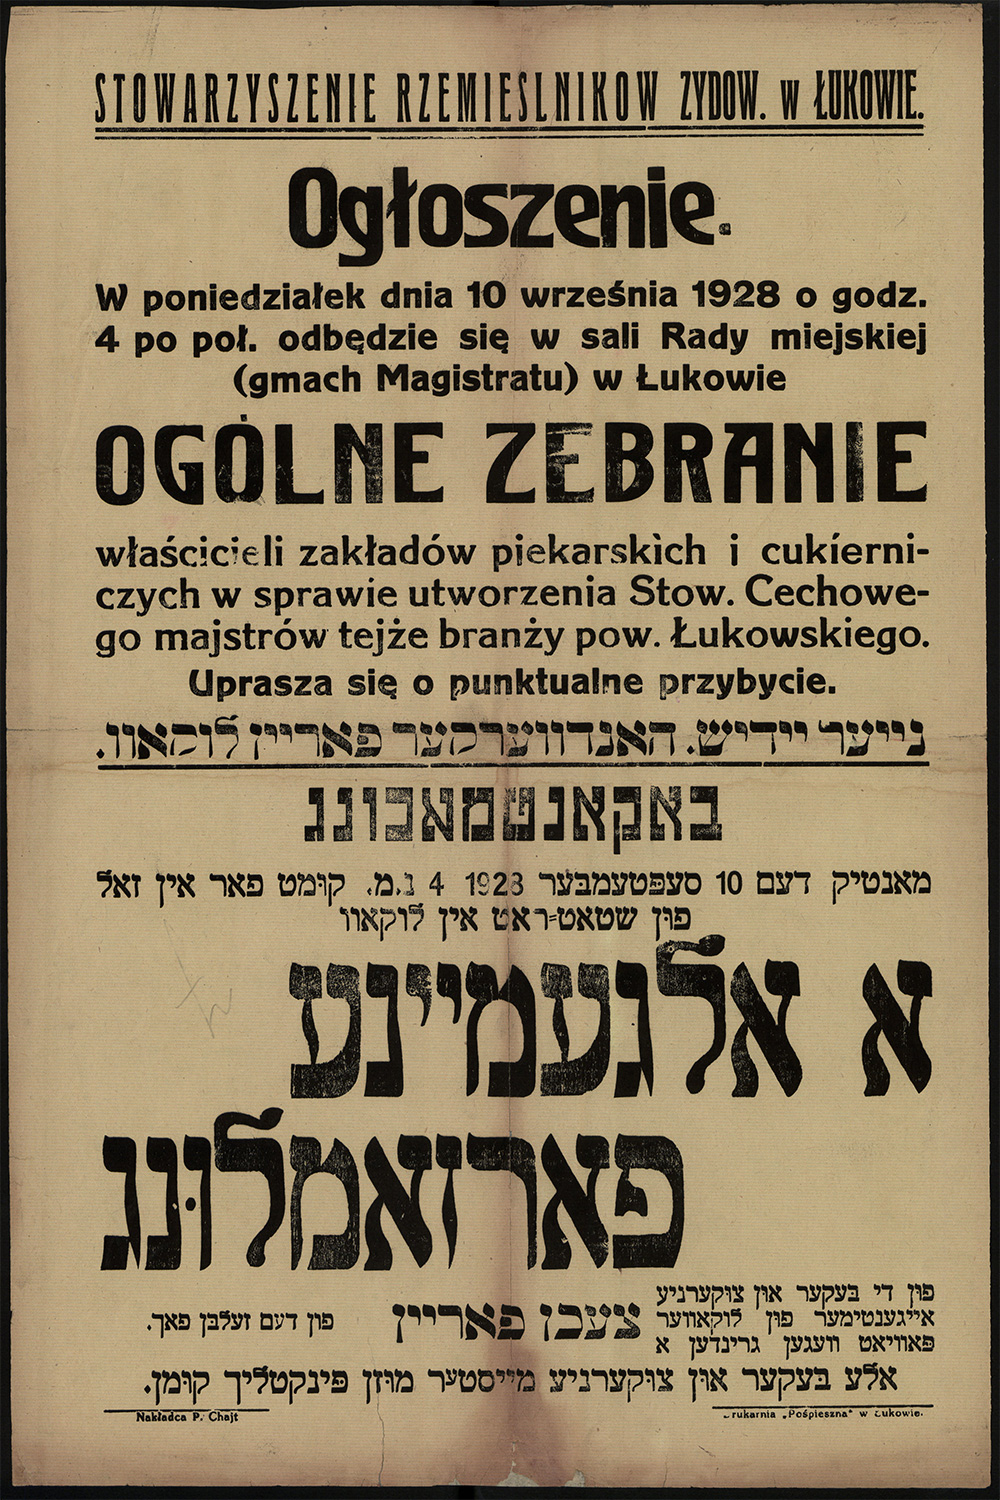 STOWARZYSZENIE RZEMIESLNIKOW ZYDOW. w ŁUKOWIE.
Ogłoszenie.
W poniedziałek dnia 10 września 1928 o godz.
4 po poł. odbędzie się w sali Rady miejskiej
(gmach Magistratu) w Łukowie
OGÓLNE ZEBRANIE
właścicieli zakładów piekarskich i cukierni-
czych w sprawie utworzenia Stow. Cechowe-
go majstrów tejże branży pow. Łukowskiego.
Uprasza się o punktualne przybycie.
נייער יידיש. האנדווערקער פאריין לוקאוו.
באקאנטמאכונג
מאנטיק דעם 10 סעפטעמבער 1928 4 נ.מ. קומט פאר אין זאל
פון שטאט=ראט אין לוקאוו
א אלגעמיינע
פארזאמלונג
פון די בעקער און צוקערניע
אייגענטימער פון לוקאווער
פאוויאט וועגען גרינדען א
צעכן פאריין
פון דעם זעלבן פאך.
אלע בעקער און צוקערניע מייסטער מוזן פינקטליך קומען.
Nakładca P. Chajt
Drukarnia „Pośpieszna" w Łukowie.